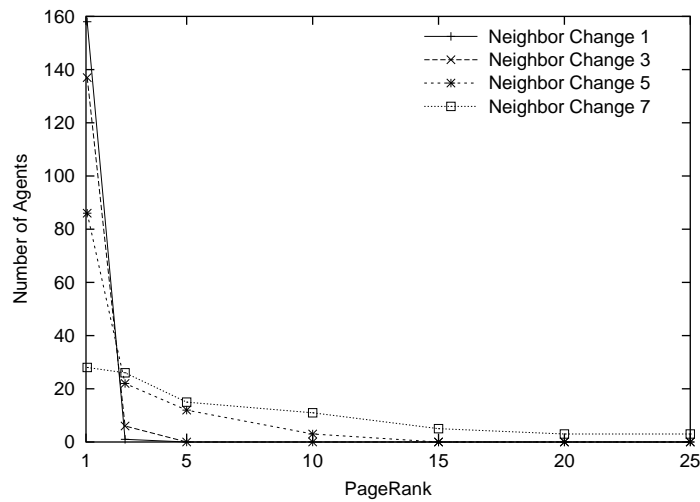 160
140
120
100
80
60
40
20
0
Number of Agents
Neighbor Change 1
Neighbor Change 3
Neighbor Change 5
Neighbor Change 7
1
5
10
15
20
25
PageRank